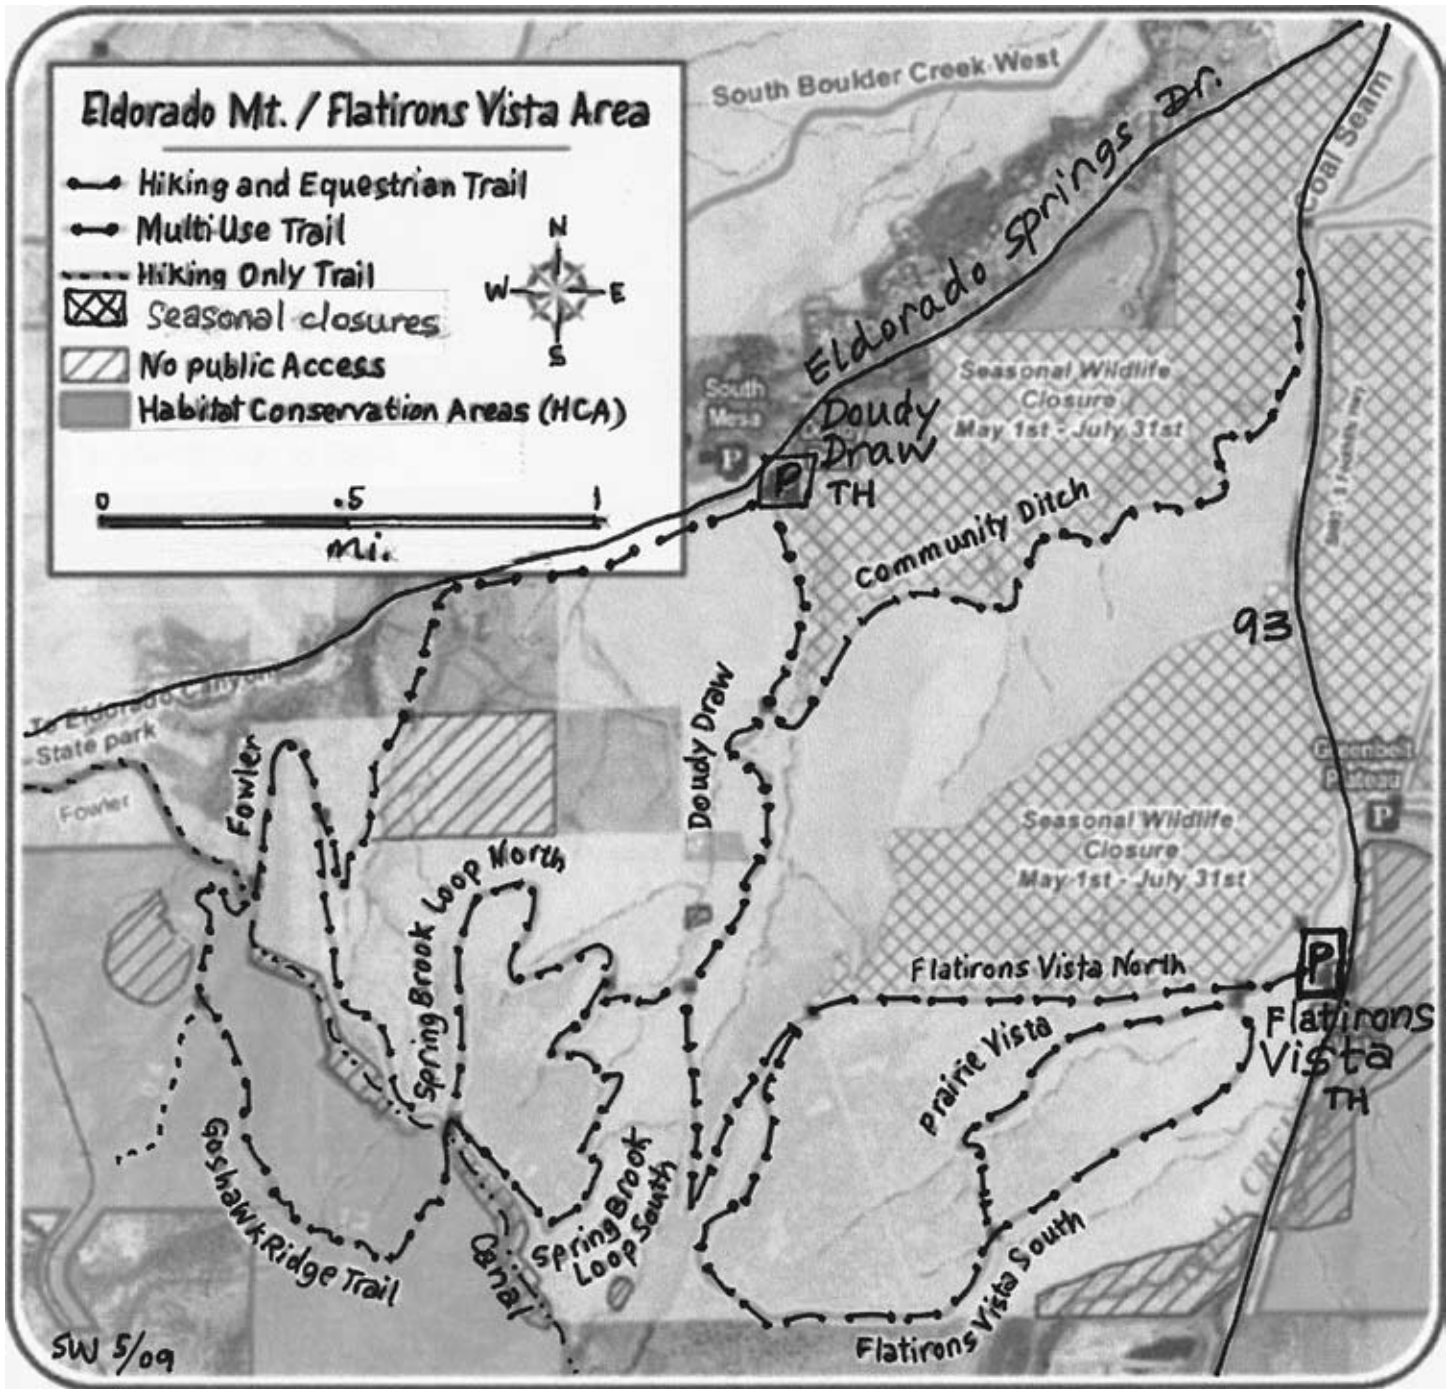 Eldorado Mt. / Flatirons Vista Area
Hiking and Equestrian Trail
Multi Use Trail
Hiking Only Trail
Seasonal closures
No public Access
Habitat Conservation Areas (HCA)
N
W E
S
0 .5 1
mi.
South Boulder Creek West
Eldorado Springs Dr.
Coal Seam
South
Mesa
P
Doudy
Draw
TH
P
Seasonal Wildlife
Closure
May 1st - July 31st
Community Ditch
93
To Eldorado Canyon
State park
Fowler
Fowler
Doudy Draw
Greenbelt
Plateau
P
Seasonal Wildlife
Closure
May 1st - July 31st
Spring Brook Loop North
Flatirons Vista North
P
Flatirons
Vista
TH
Prairie Vista
Goshawk Ridge Trail
Spring Brook
Loop South
Canal
Flatirons Vista South
SW 5/09